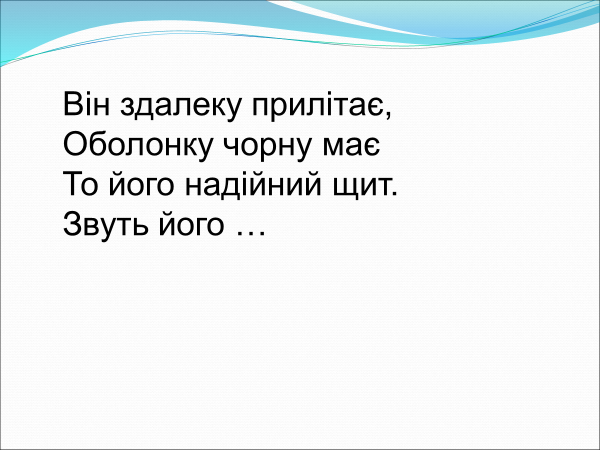 Він здалеку прилітає,
Оболонку чорну має
То його надійний щит.
Звуть його …